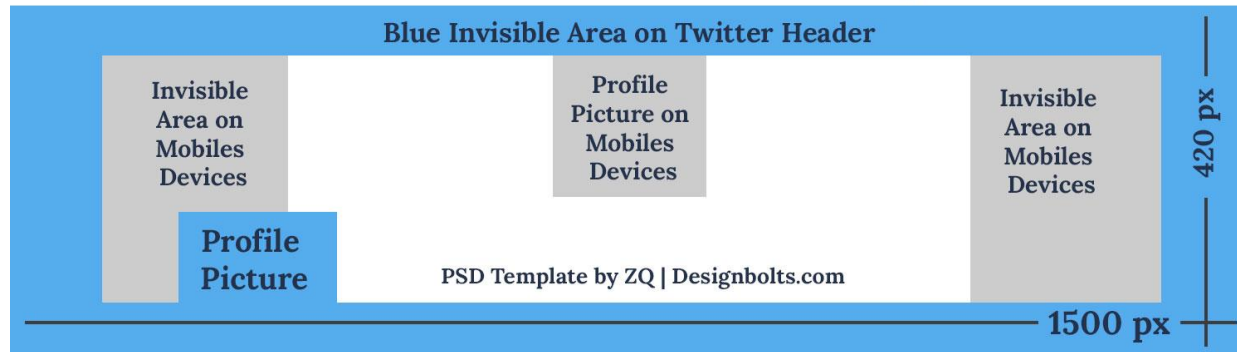 Blue Invisible Area on Twitter Header
Invisible
Area on
Mobiles
Devices
Profile
Picture on
Mobiles
Devices
Invisible
Area on
Mobiles
Devices
420 px
Profile
Picture
PSD Template by ZQ | Designbolts.com
1500 px